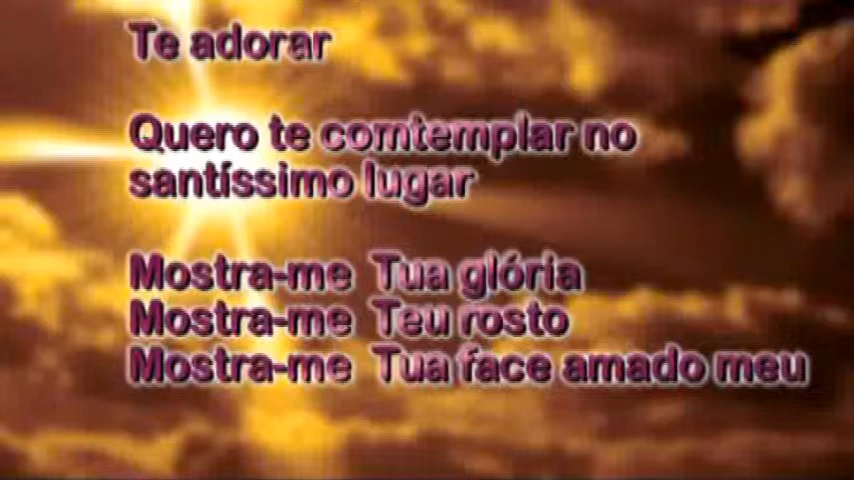 Te adorar
Quero te comtemplar no
santíssimo lugar
Mostra-me Tua glória
Mostra-me Teu rosto
Mostra-me Tua face amado meu